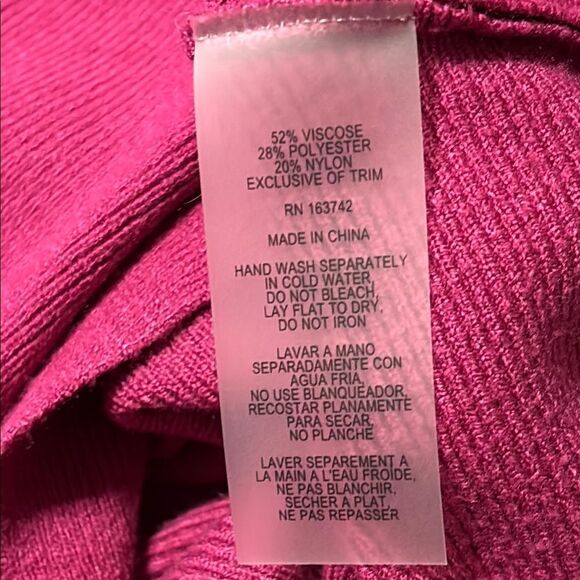 52% VISCOSE
28% POLYESTER
20% NYLON
EXCLUSIVE OF TRIM
RN 163742
MADE IN CHINA
HAND WASH SEPARATELY
IN COLD WATER,
DO NOT BLEACH,
LAY FLAT TO DRY,
DO NOT IRON
LAVAR A MANO
SEPARADAMENTE CON
AGUA FRIA,
NO USE BLANQUEADOR,
RECOSTAR PLANAMENTE
PARA SECAR,
NO PLANCHE
LAVER SEPAREMENT A
LA MAIN A L'EAU FROIDE,
NE PAS BLANCHIR,
SECHER A PLAT,
NE PAS REPASSER